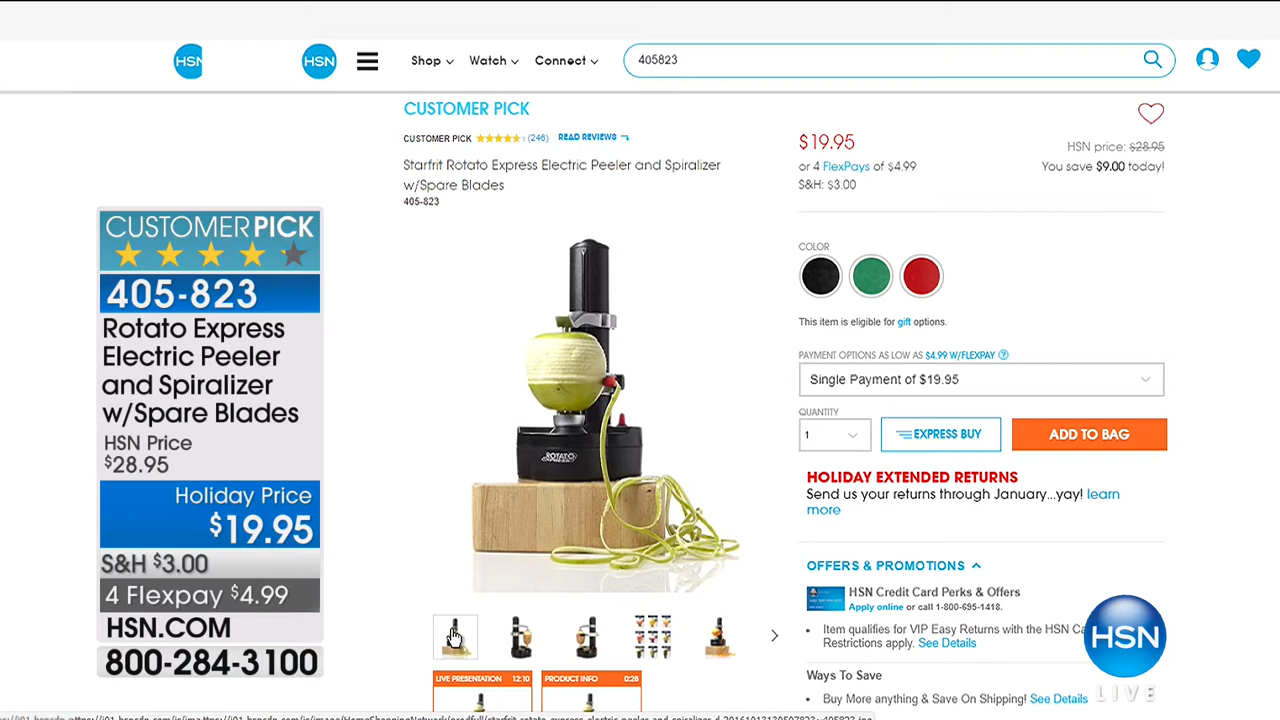 HSN
HSN
Shop
Watch
Connect
405823
CUSTOMER PICK
CUSTOMER PICK (246) READ REVIEWS
Starfrit Rotato Express Electric Peeler and Spiralizer
w/Spare Blades
405-823
$19.95
HSN price: $28.95
or 4 FlexPays of $4.99
You save $9.00 today!
S&H: $3.00
COLOR
This item is eligible for gift options.
PAYMENT OPTIONS AS LOW AS $4.99 W/FLEXPAY ?
Single Payment of $19.95
QUANTITY
1
EXPRESS BUY
ADD TO BAG
HOLIDAY EXTENDED RETURNS
Send us your returns through January...yay! learn
more
OFFERS & PROMOTIONS
HSN Credit Card Perks & Offers
Apply online or call 1-800-695-1418.
Item qualifies for VIP Easy Returns with the HSN
Restrictions apply. See Details
Ways To Save
Buy More anything & Save On Shipping! See Details
CUSTOMER PICK
405-823
Rotato Express
Electric Peeler
and Spiralizer
w/Spare Blades
HSN Price
$28.95
Holiday Price
$19.95
S&H $3.00
4 Flexpay $4.99
HSN.COM
800-284-3100
ROTATO
EXPRESS
LIVE PRESENTATION 12:10
PRODUCT INFO 0:28
HSN
LIVE